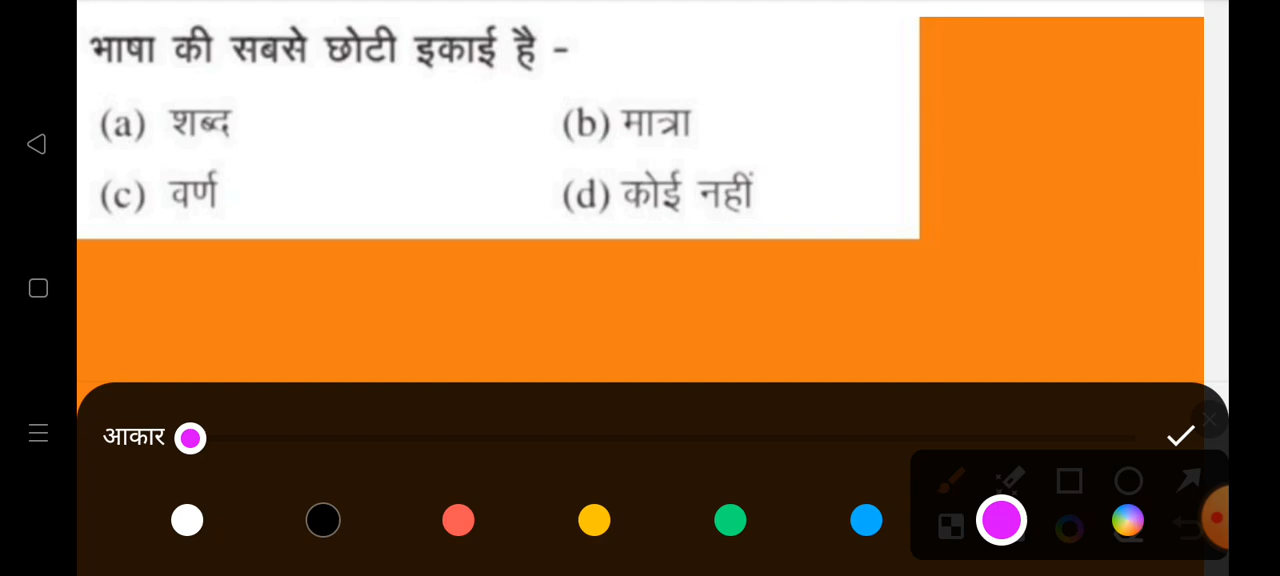 भाषा की सबसे छोटी इकाई है -
(a) शब्द (b) मात्रा
(c) वर्ण (d) कोई नहीं
आकार